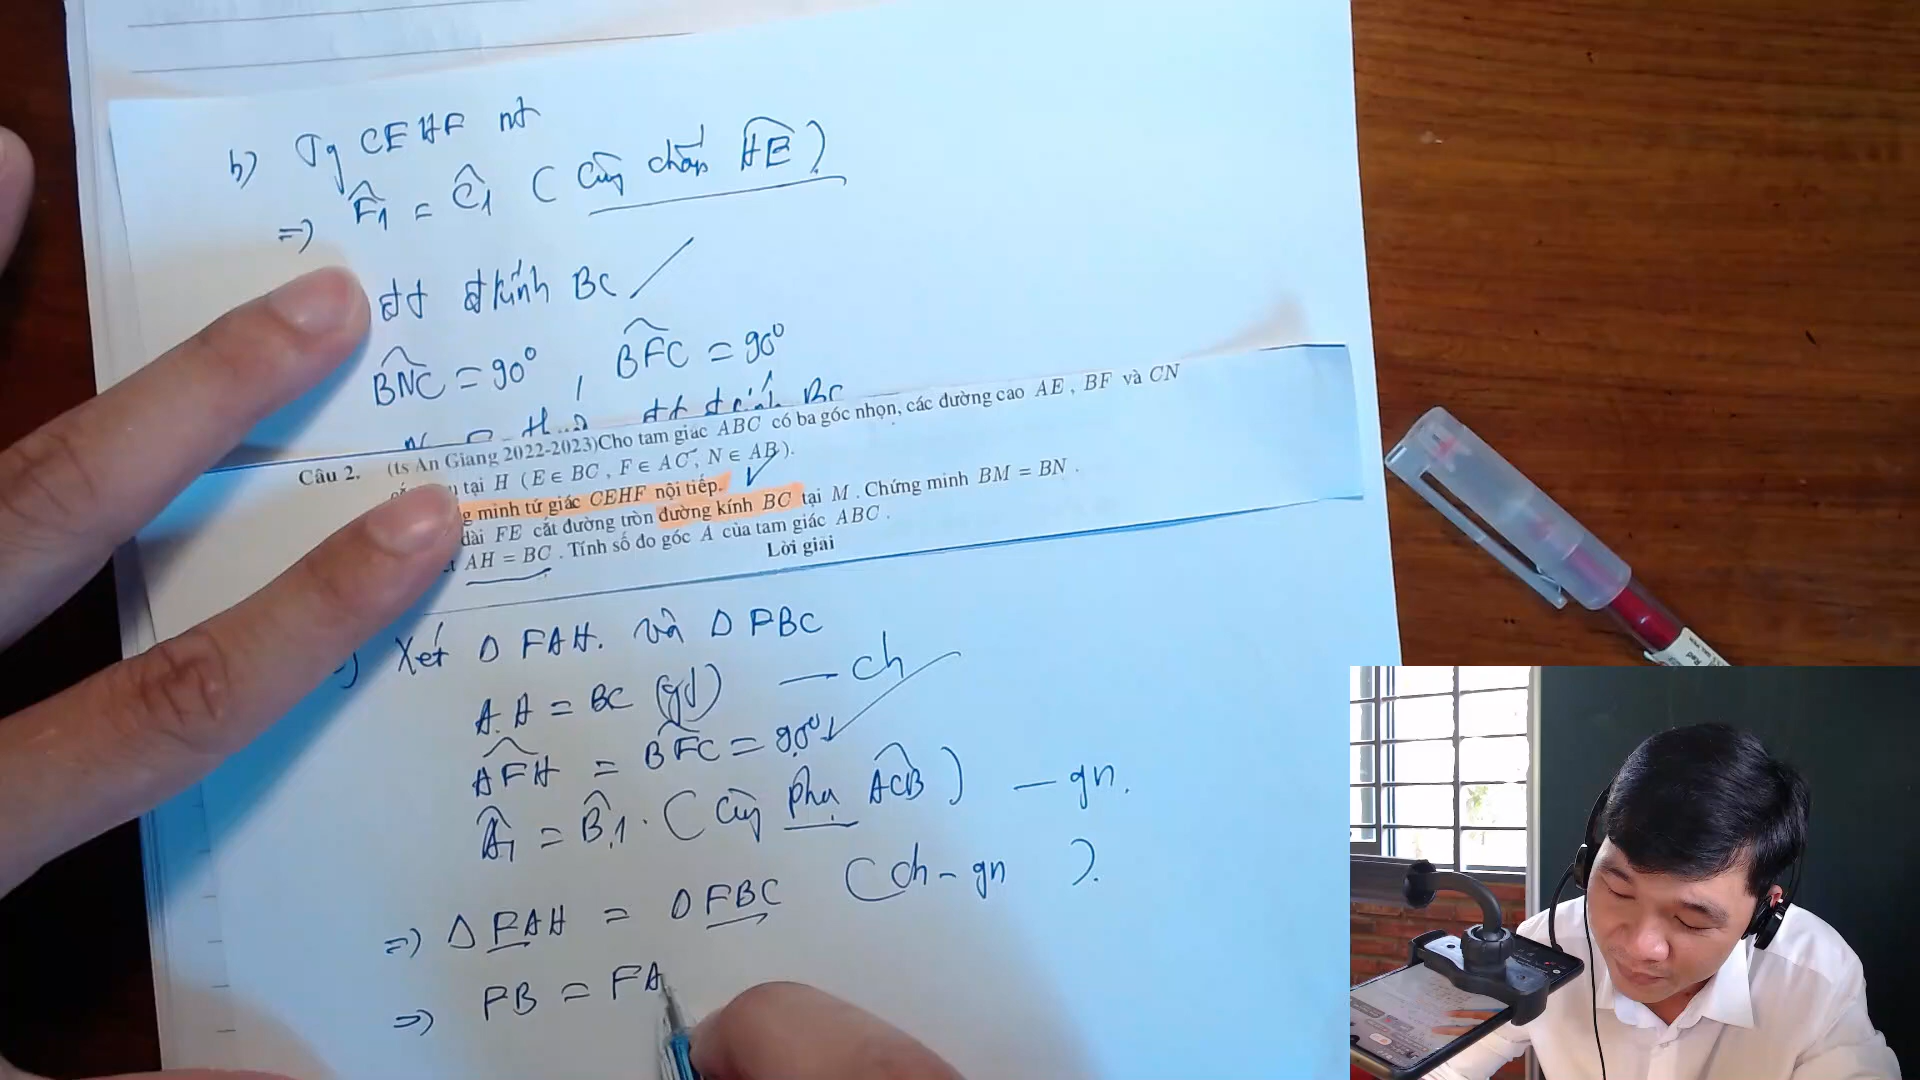 b) Tg CEHF nt
=> F̂1 = Ĉ1 ( cùng chắn HE )
đt đkính BC
BNC = 90° , BFC = 90°
đt đkính BC
Câu 2. (ts An Giang 2022-2023)Cho tam giác ABC có ba góc nhọn, các đường cao AE , BF và CN
tại H ( E ∈ BC , F ∈ AC , N ∈ AB ).
g minh tứ giác CEHF nội tiếp.
dài FE cắt đường tròn đường kính BC tại M . Chứng minh BM = BN .
AH = BC . Tính số đo góc A của tam giác ABC .
Lời giải
) Xét Δ FAH. và Δ FBC
AH = BC (gt) — ch
AFH = BFC = 90°
Â1 = B̂1 . ( cùng phụ ACB ) — gn.
=> Δ FAH = Δ FBC ( ch - gn ).
=> FB = FA